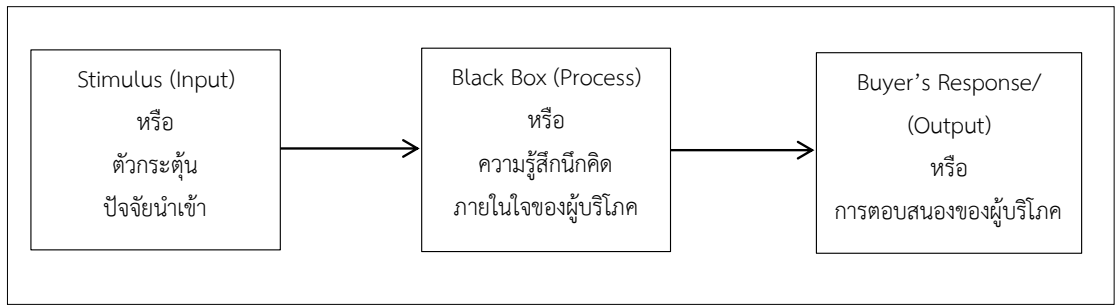 Stimulus (Input)
หรือ
ตัวกระตุ้น
ปัจจัยนำเข้า
Black Box (Process)
หรือ
ความรู้สึกนึกคิด
ภายในใจของผู้บริโภค
Buyer's Response/
(Output)
หรือ
การตอบสนองของผู้บริโภค